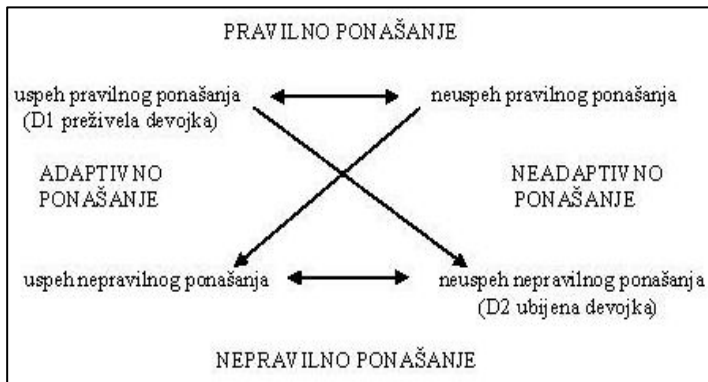 PRAVILNO PONAŠANJE
uspeh pravilnog ponašanja
(D1 preživela devojka)
neuspeh pravilnog ponašanja
ADAPTIVNO
PONAŠANJE
NEADAPTIVNO
PONAŠANJE
uspeh nepravilnog ponašanja
neuspeh nepravilnog ponašanja
(D2 ubijena devojka)
NEPRAVILNO PONAŠANJE